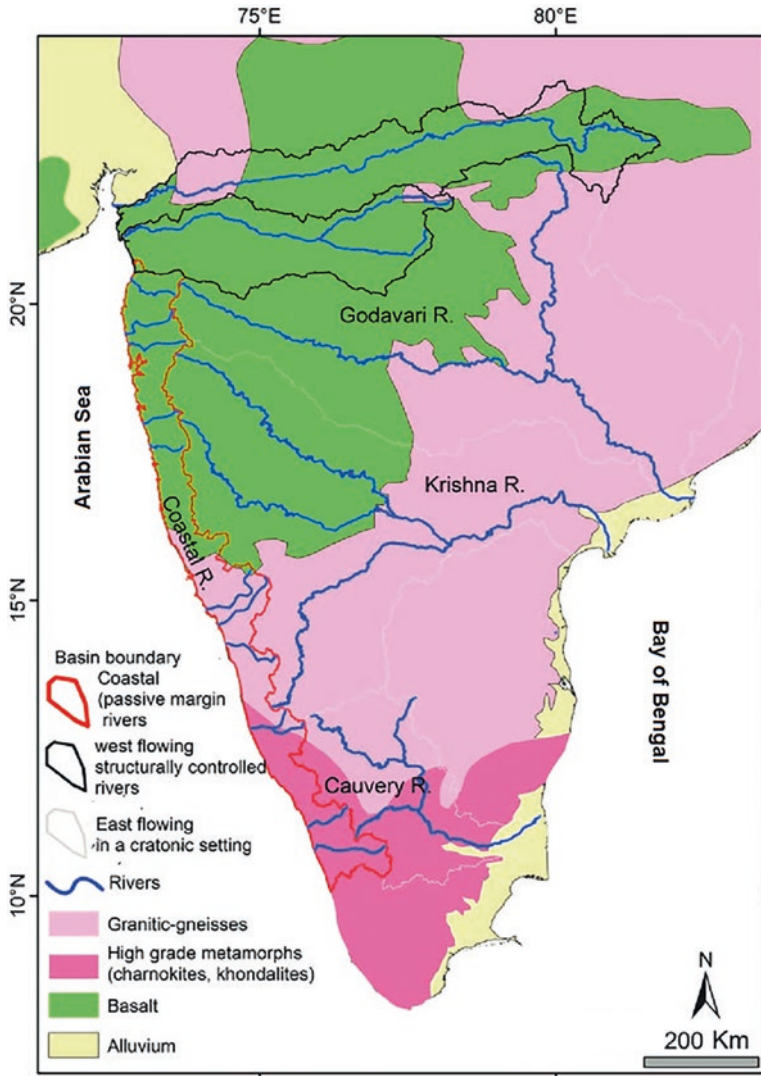 75°E
80°E
20°N
15°N
10°N
Arabian Sea
Bay of Bengal
Godavari R.
Krishna R.
Coastal R.
Cauvery R.
Basin boundary
Coastal
(passive margin
rivers
west flowing
structurally controlled
rivers
East flowing
in a cratonic setting
Rivers
Granitic-gneisses
High grade metamorphs
(charnokites, khondalites)
Basalt
Alluvium
N
200 Km